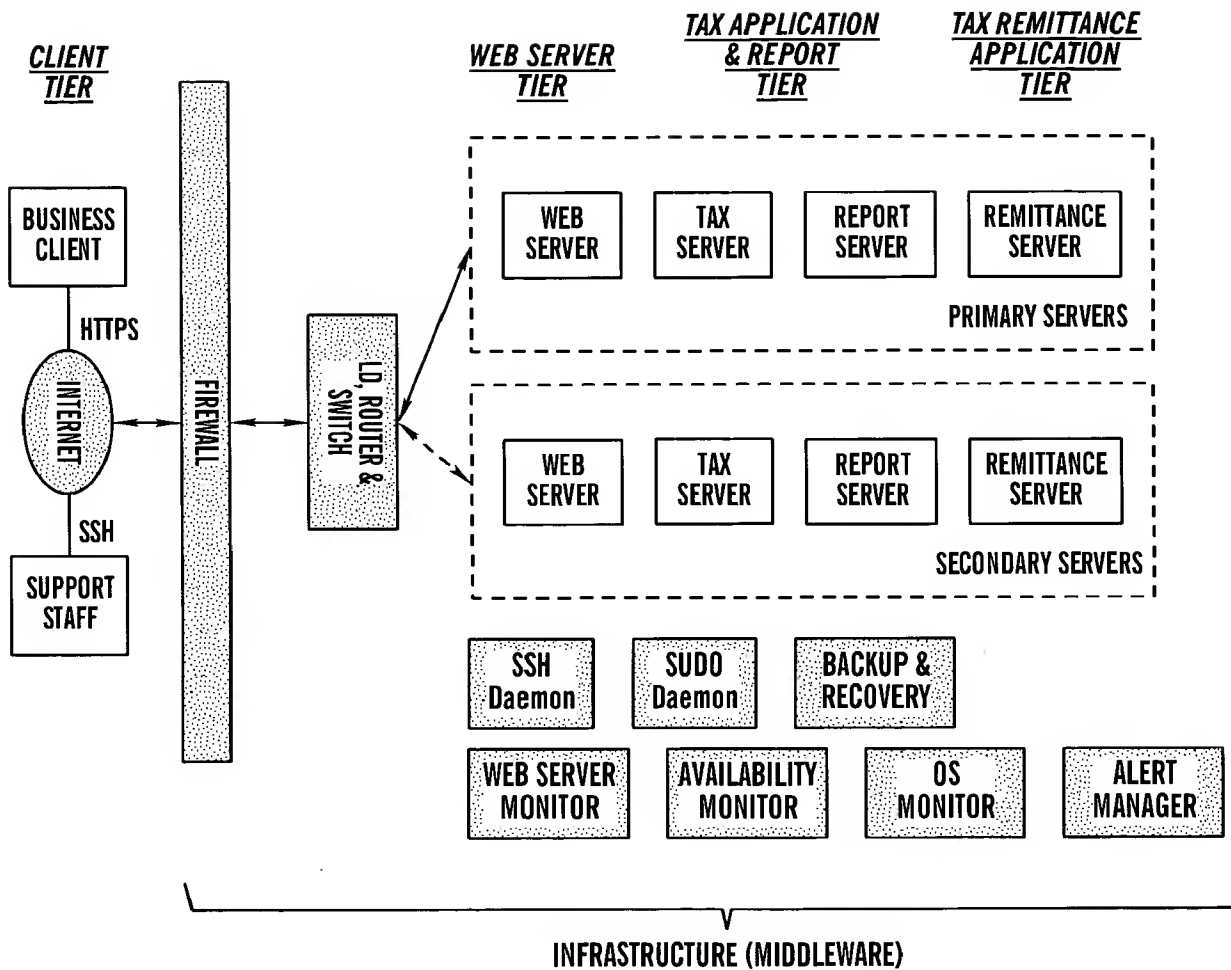 CLIENT
TIER
WEB SERVER
TIER
TAX APPLICATION
& REPORT
TIER
TAX REMITTANCE
APPLICATION
TIER
BUSINESS
CLIENT
HTTPS
INTERNET
SSH
SUPPORT
STAFF
FIREWALL
LD, ROUTER &
SWITCH
WEB
SERVER
TAX
SERVER
REPORT
SERVER
REMITTANCE
SERVER
PRIMARY SERVERS
WEB
SERVER
TAX
SERVER
REPORT
SERVER
REMITTANCE
SERVER
SECONDARY SERVERS
SSH
Daemon
SUDO
Daemon
BACKUP &
RECOVERY
WEB SERVER
MONITOR
AVAILABILITY
MONITOR
OS
MONITOR
ALERT
MANAGER
INFRASTRUCTURE (MIDDLEWARE)